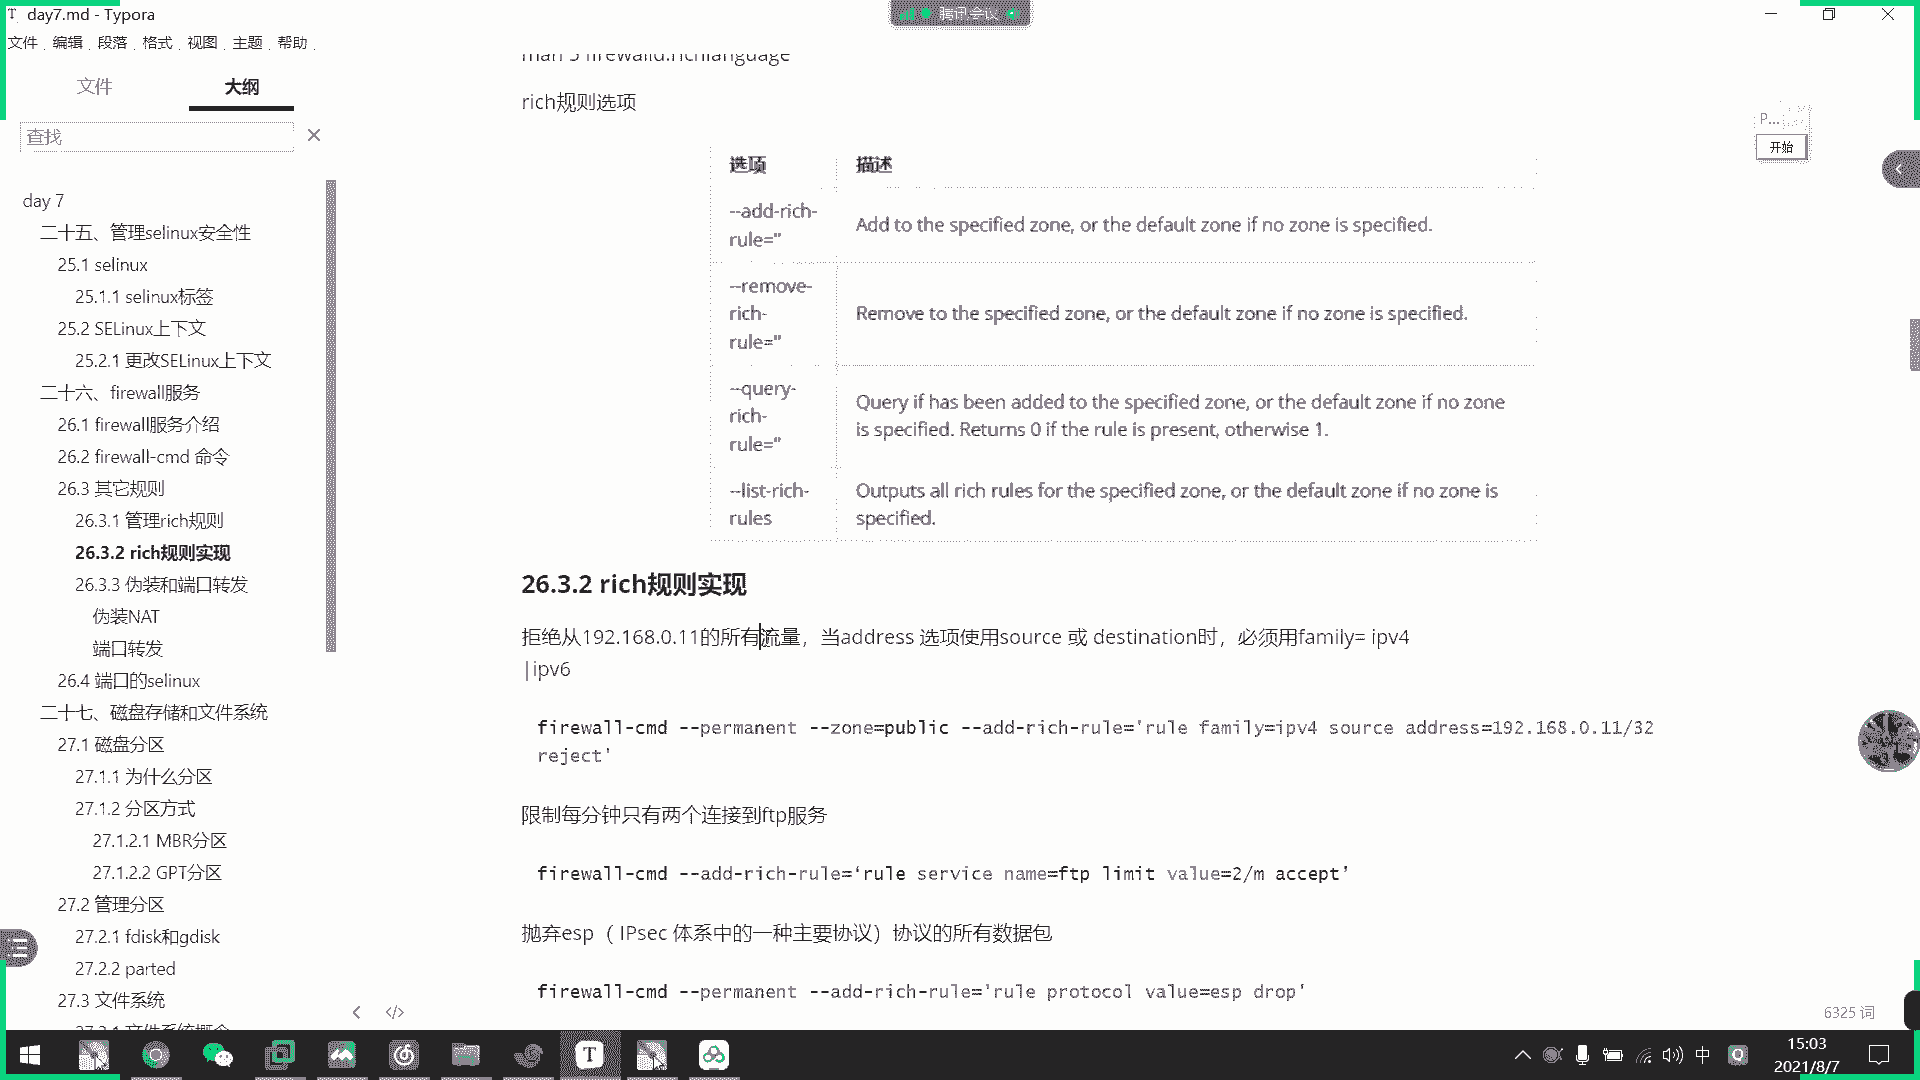 day7.md - Typora
腾讯会议
文件 编辑 段落 格式 视图 主题 帮助
文件 大纲
查找
day 7
二十五、管理selinux安全性
25.1 selinux
25.1.1 selinux标签
25.2 SELinux上下文
25.2.1 更改SELinux上下文
二十六、firewall服务
26.1 firewall服务介绍
26.2 firewall-cmd 命令
26.3 其它规则
26.3.1 管理rich规则
26.3.2 rich规则实现
26.3.3 伪装和端口转发
伪装NAT
端口转发
26.4 端口的selinux
二十七、磁盘存储和文件系统
27.1 磁盘分区
27.1.1 为什么分区
27.1.2 分区方式
27.1.2.1 MBR分区
27.1.2.2 GPT分区
27.2 管理分区
27.2.1 fdisk和gdisk
27.2.2 parted
27.3 文件系统
27.3.1 文件系统概念
man 5 firewalld.richlanguage
rich规则选项
选项 描述
--add-rich-
rule=''
Add to the specified zone, or the default zone if no zone is specified.
--remove-
rich-
rule=''
Remove to the specified zone, or the default zone if no zone is specified.
--query-
rich-
rule=''
Query if has been added to the specified zone, or the default zone if no zone
is specified. Returns 0 if the rule is present, otherwise 1.
--list-rich-
rules
Outputs all rich rules for the specified zone, or the default zone if no zone is
specified.
26.3.2 rich规则实现
拒绝从192.168.0.11的所有流量，当address 选项使用source 或 destination时，必须用family= ipv4
|ipv6
firewall-cmd --permanent --zone=public --add-rich-rule='rule family=ipv4 source address=192.168.0.11/32
reject'
限制每分钟只有两个连接到ftp服务
firewall-cmd --add-rich-rule=‘rule service name=ftp limit value=2/m accept’
抛弃esp（ IPsec 体系中的一种主要协议）协议的所有数据包
firewall-cmd --permanent --add-rich-rule='rule protocol value=esp drop'
P...
开始
6325 词
中
15:03
2021/8/7